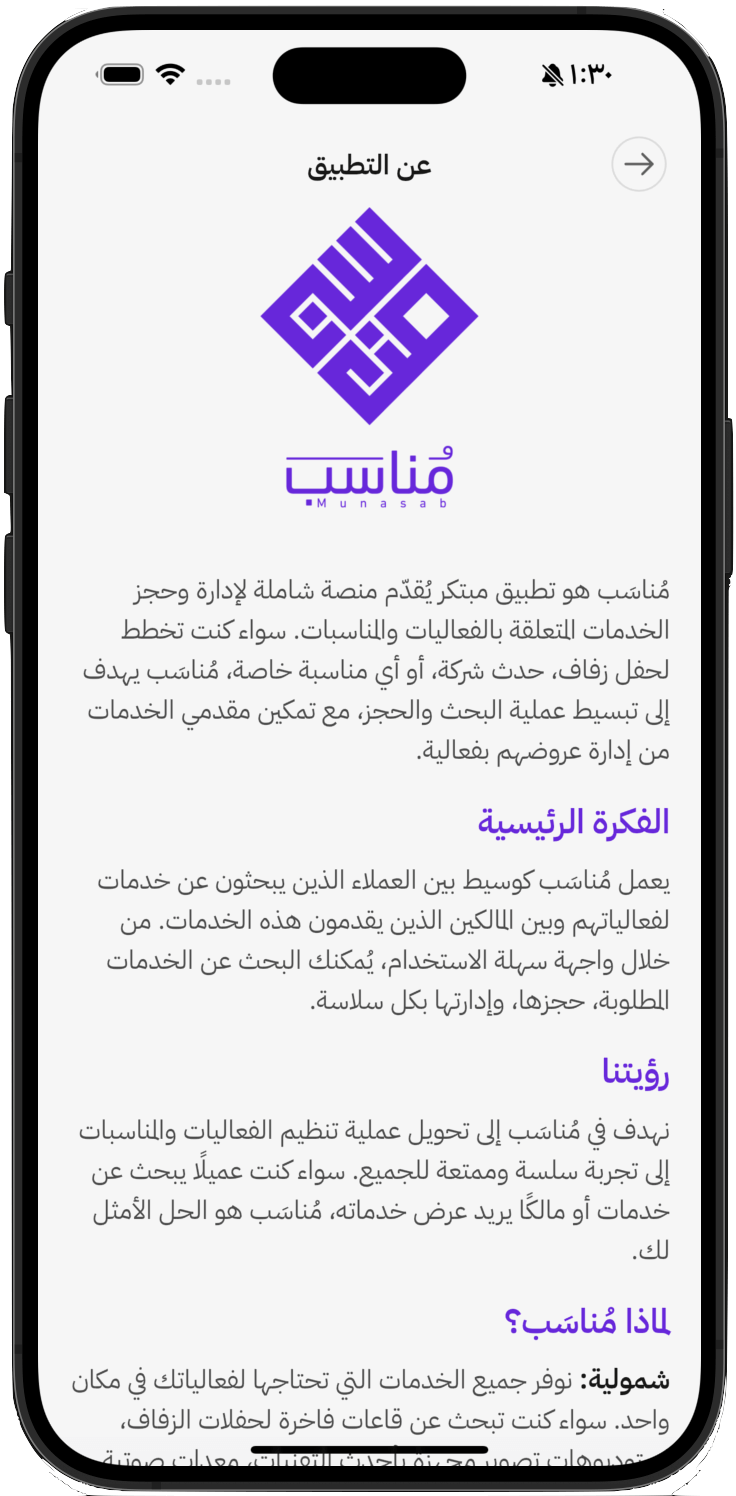 ١:٣٠
عن التطبيق
مُناسَب
Munasab
مُناسَب هو تطبيق مبتكر يُقدّم منصة شاملة لإدارة وحجز
الخدمات المتعلقة بالفعاليات والمناسبات. سواء كنت تخطط
لحفل زفاف، حدث شركة، أو أي مناسبة خاصة، مُناسَب يهدف
إلى تبسيط عملية البحث والحجز، مع تمكين مقدمي الخدمات
من إدارة عروضهم بفعالية.
الفكرة الرئيسية
يعمل مُناسَب كوسيط بين العملاء الذين يبحثون عن خدمات
لفعالياتهم وبين المالكين الذين يقدمون هذه الخدمات. من
خلال واجهة سهلة الاستخدام، يُمكنك البحث عن الخدمات
المطلوبة، حجزها، وإدارتها بكل سلاسة.
رؤيتنا
نهدف في مُناسَب إلى تحويل عملية تنظيم الفعاليات والمناسبات
إلى تجربة سلسة وممتعة للجميع. سواء كنت عميلًا يبحث عن
خدمات أو مالكًا يريد عرض خدماته، مُناسَب هو الحل الأمثل
لك.
لماذا مُناسَب؟
شمولية: نوفر جميع الخدمات التي تحتاجها لفعالياتك في مكان
واحد. سواء كنت تبحث عن قاعات فاخرة لحفلات الزفاف،
تصوير مجهزة بأحدث التقنيات، معدات صوتية